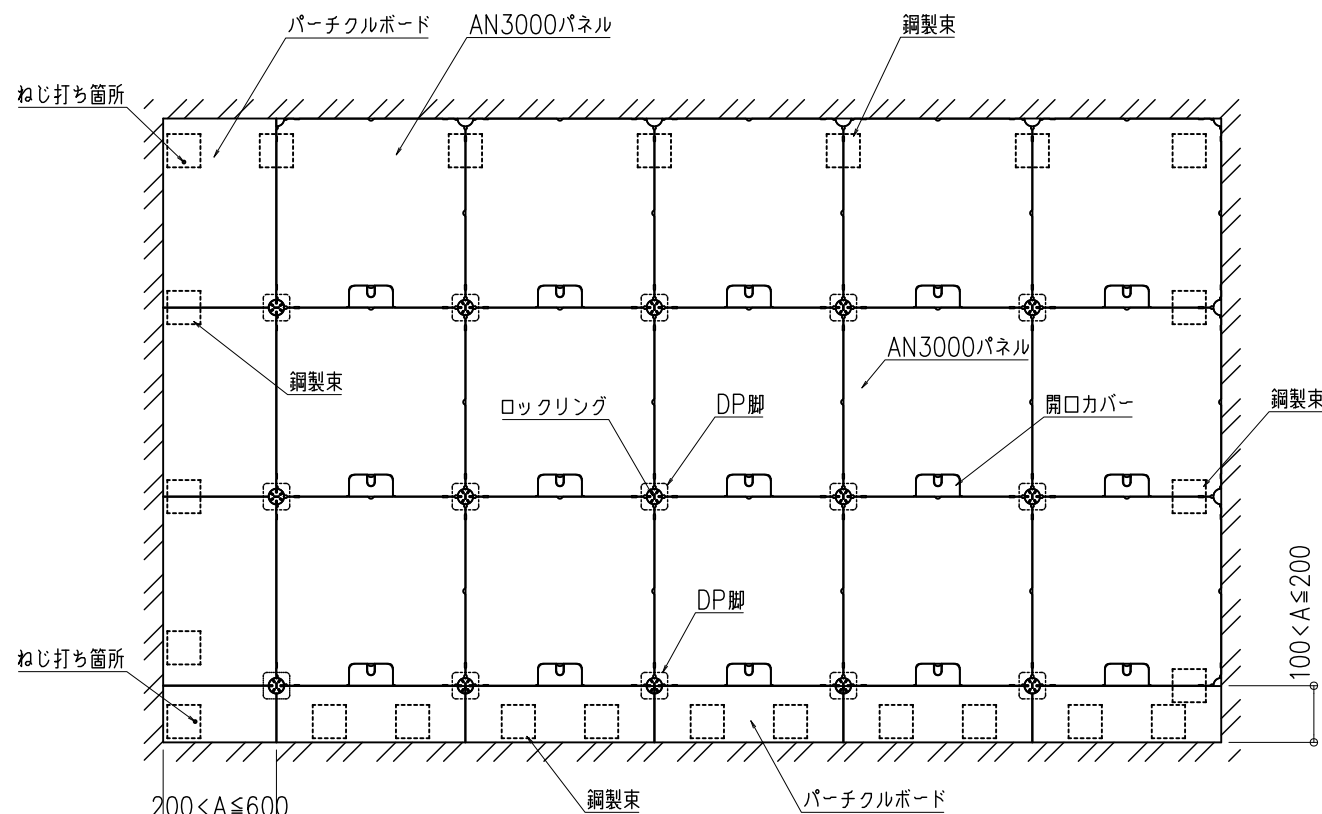 パーチクルボード
AN3000パネル
鋼製束
ねじ打ち箇所
AN3000パネル
鋼製束
ロックリング
DP脚
開口カバー
鋼製束
100<A≦200
DP脚
ねじ打ち箇所
200<A≦600
鋼製束
パーチクルボード